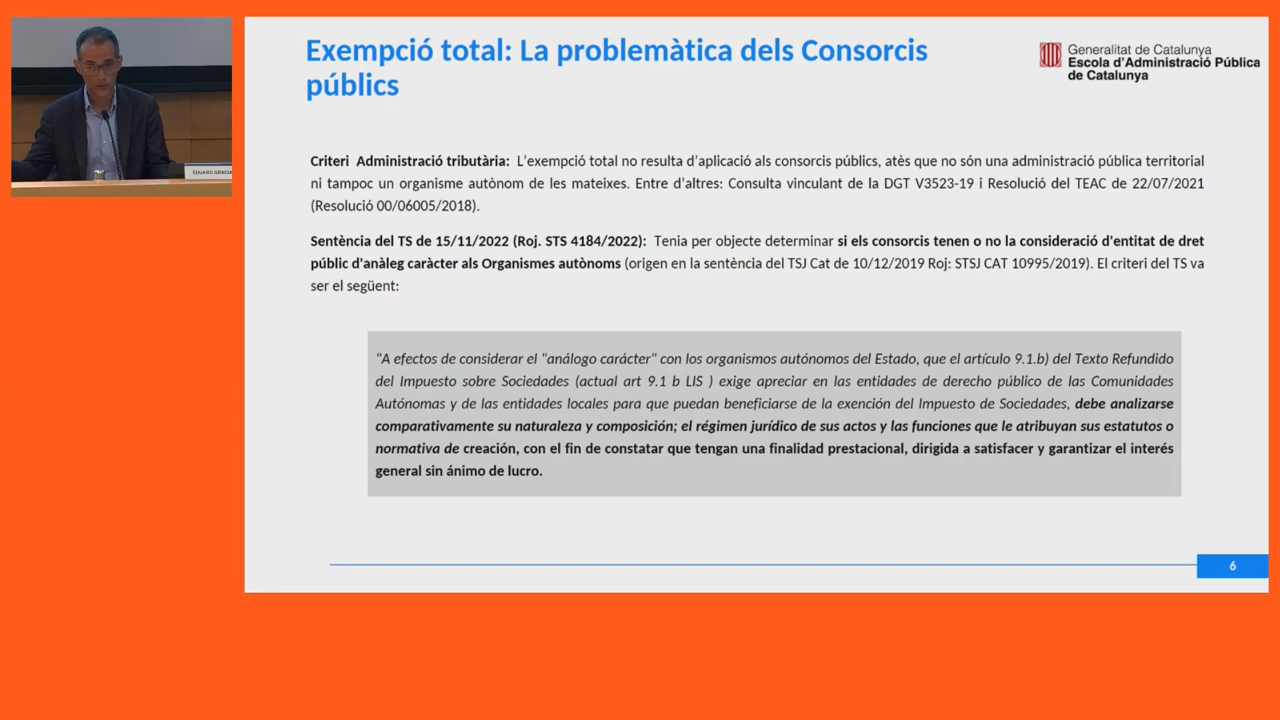 Exempció total: La problemàtica dels Consorcis
públics
Generalitat de Catalunya
Escola d'Administració Pública
de Catalunya
EDUARD GRACIA
Criteri Administració tributària: L'exempció total no resulta d'aplicació als consorcis públics, atès que no són una administració pública territorial
ni tampoc un organisme autònom de les mateixes. Entre d'altres: Consulta vinculant de la DGT V3523-19 i Resolució del TEAC de 22/07/2021
(Resolució 00/06005/2018).
Sentència del TS de 15/11/2022 (Roj. STS 4184/2022): Tenia per objecte determinar si els consorcis tenen o no la consideració d'entitat de dret
públic d'anàleg caràcter als Organismes autònoms (origen en la sentència del TSJ Cat de 10/12/2019 Roj: STSJ CAT 10995/2019). El criteri del TS va
ser el següent:
"A efectos de considerar el "análogo carácter" con los organismos autónomos del Estado, que el artículo 9.1.b) del Texto Refundido
del Impuesto sobre Sociedades (actual art 9.1 b LIS ) exige apreciar en las entidades de derecho público de las Comunidades
Autónomas y de las entidades locales para que puedan beneficiarse de la exención del Impuesto de Sociedades, debe analizarse
comparativamente su naturaleza y composición; el régimen jurídico de sus actos y las funciones que le atribuyan sus estatutos o
normativa de creación, con el fin de constatar que tengan una finalidad prestacional, dirigida a satisfacer y garantizar el interés
general sin ánimo de lucro.
6